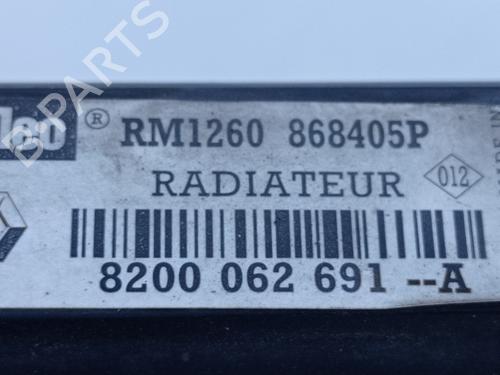 ® RM1260 868405P
RADIATEUR
012
8200 062 691 --A